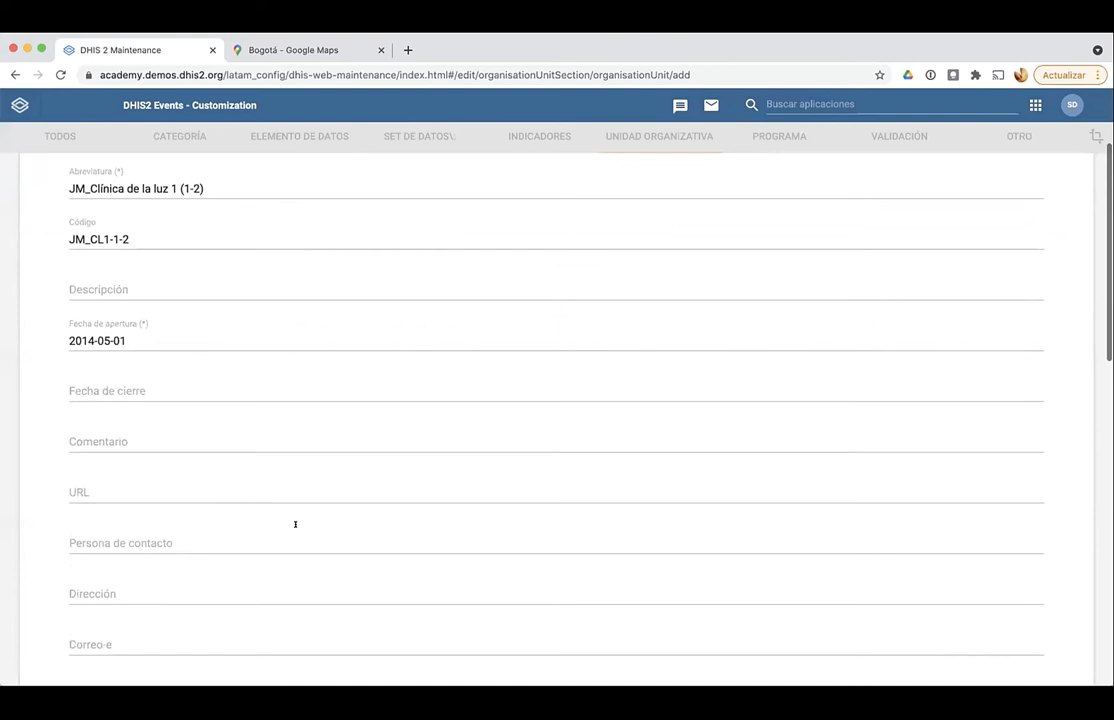 DHIS 2 Maintenance
Bogotá - Google Maps
academy.demos.dhis2.org/latam_config/dhis-web-maintenance/index.html#/edit/organisationUnitSection/organisationUnit/add
Actualizar
DHIS2 Events - Customization
Buscar aplicaciones
SD
TODOS
CATEGORÍA
ELEMENTO DE DATOS
SET DE DATOS\:
INDICADORES
UNIDAD ORGANIZATIVA
PROGRAMA
VALIDACIÓN
OTRO
Abreviatura (*)
JM_Clínica de la luz 1 (1-2)
Código
JM_CL1-1-2
Descripción
Fecha de apertura (*)
2014-05-01
Fecha de cierre
Comentario
URL
Persona de contacto
Dirección
Correo-e